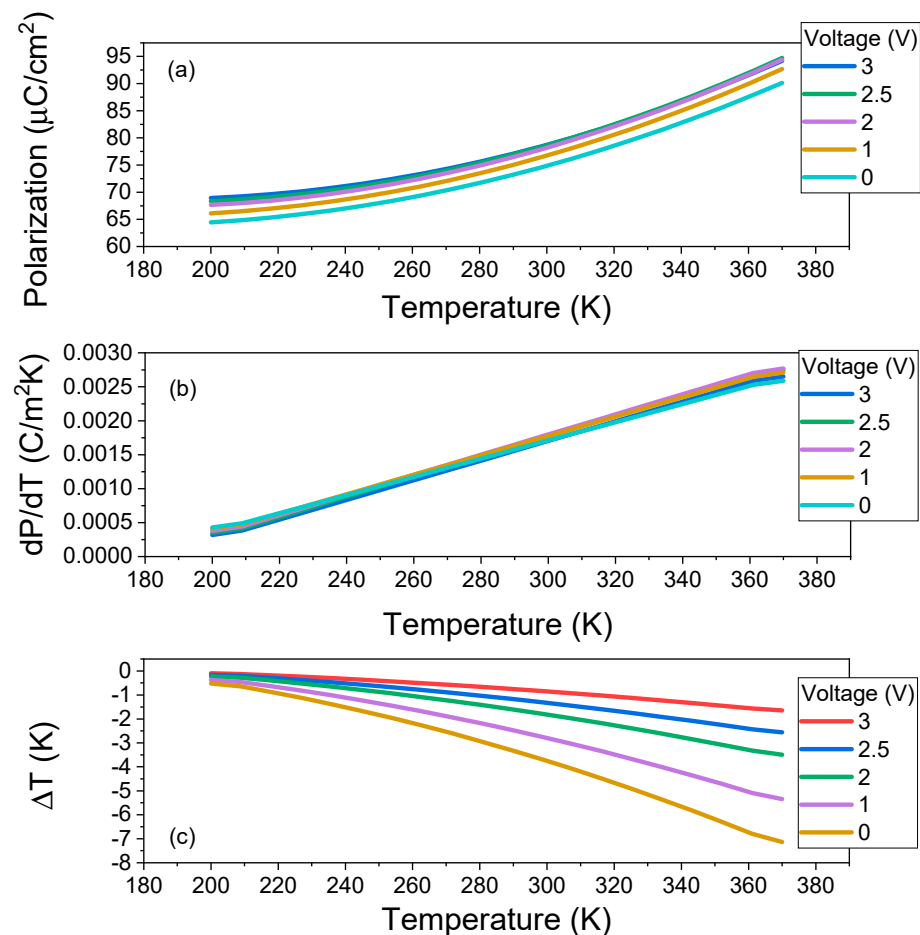 Polarization (μC/cm²)
95
90
85
80
75
70
65
60
(a)
Voltage (V)
3
2.5
2
1
0
180 200 220 240 260 280 300 320 340 360 380
Temperature (K)
dP/dT (C/m²K)
0.0030
0.0025
0.0020
0.0015
0.0010
0.0005
0.0000
(b)
Voltage (V)
3
2.5
2
1
0
180 200 220 240 260 280 300 320 340 360 380
Temperature (K)
ΔT (K)
0
-1
-2
-3
-4
-5
-6
-7
-8
(c)
Voltage (V)
3
2.5
2
1
0
180 200 220 240 260 280 300 320 340 360 380
Temperature (K)